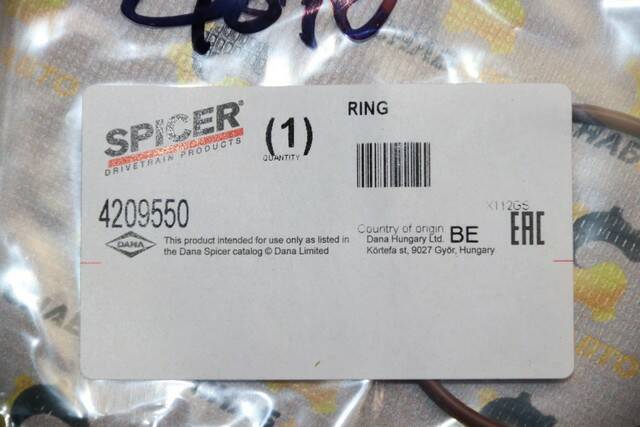 SPICER®
DRIVETRAIN PRODUCTS
(1)
QUANTITY
RING
4209550
X112GS
DANA
This product intended for use only as listed in
the Dana Spicer catalog © Dana Limited
Country of origin BE
Dana Hungary Ltd.
Körtefa st, 9027 Győr, Hungary
EAC